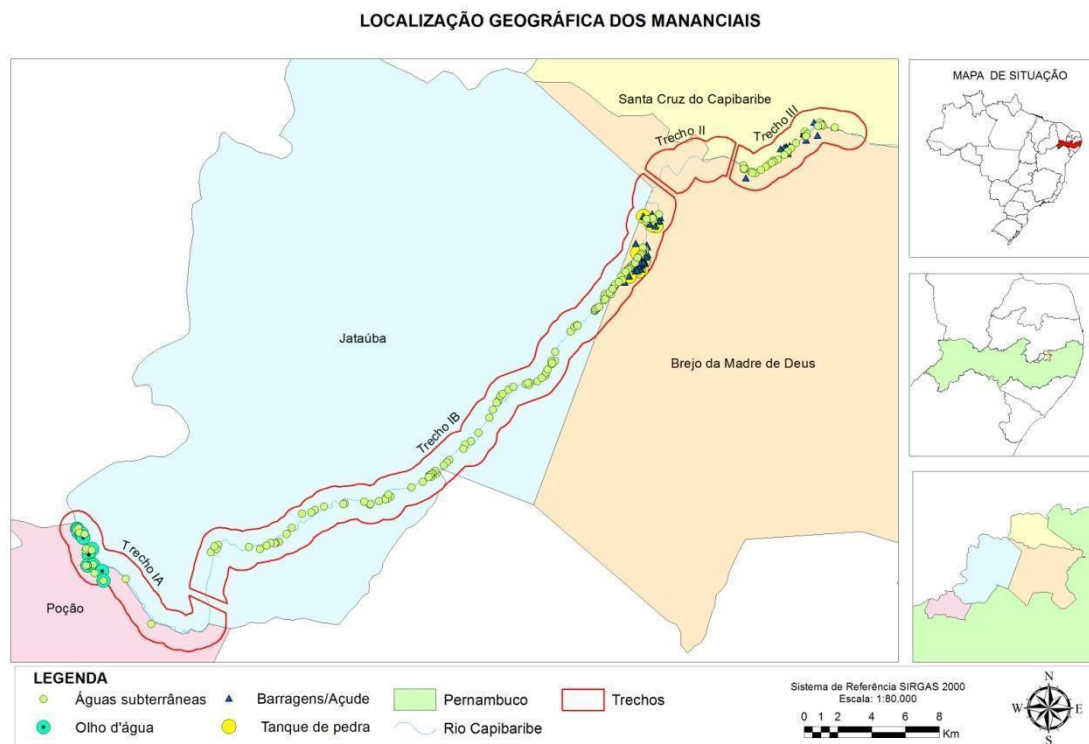 LOCALIZAÇÃO GEOGRÁFICA DOS MANANCIAIS
Santa Cruz do Capibaribe
Trecho II
Trecho III
Jataúba
Brejo da Madre de Deus
Trecho IB
Trecho IA
Poção
MAPA DE SITUAÇÃO
LEGENDA
Águas subterrâneas
Barragens/Açude
Pernambuco
Trechos
Olho d'água
Tanque de pedra
Rio Capibaribe
Sistema de Referência SIRGAS 2000
Escala: 1:80.000
0 1 2 4 6 8
Km
N
W E
S